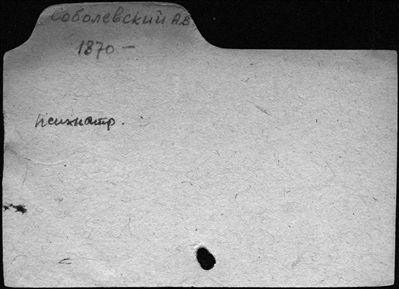 Соболевский А.В
1870 –
психиатр.